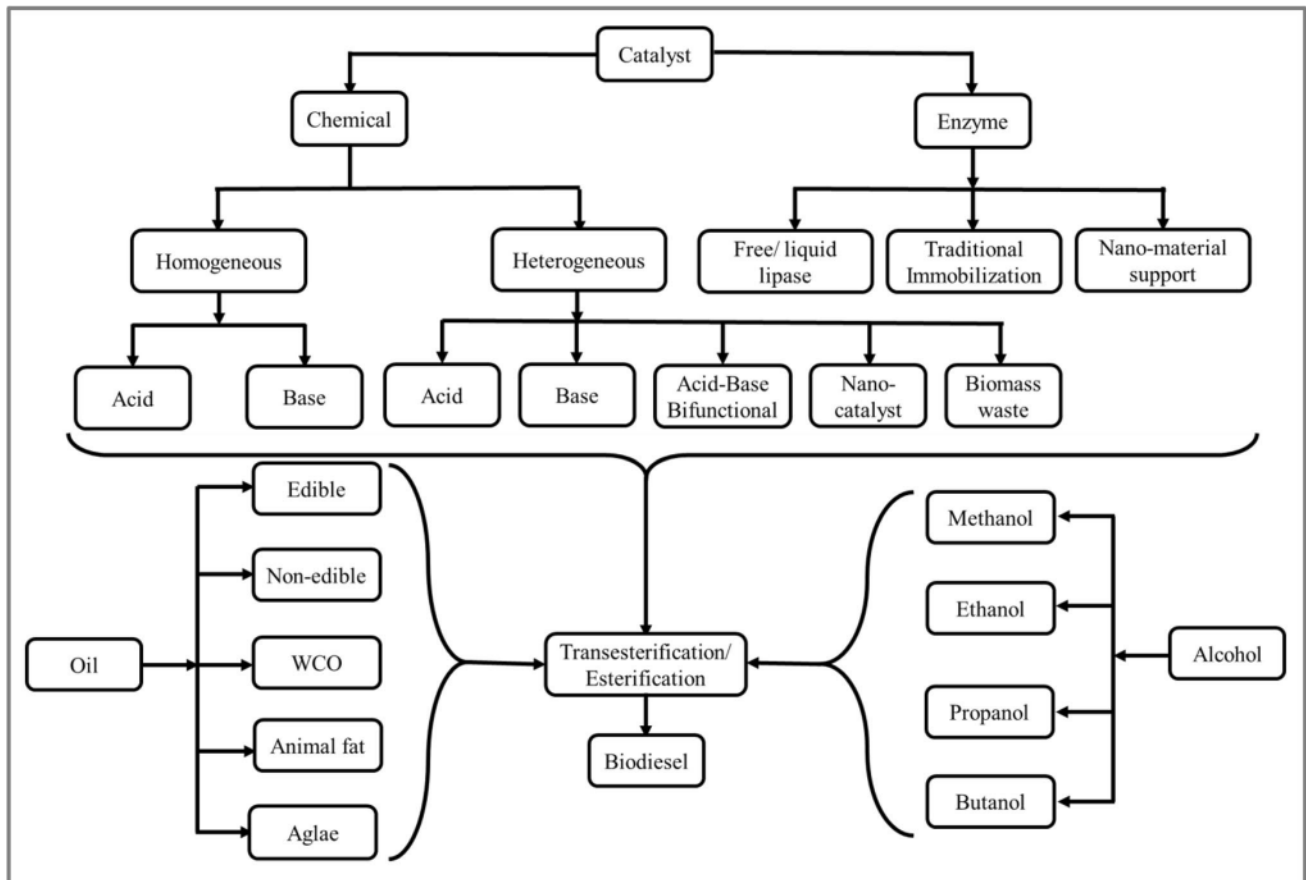 Catalyst
Chemical
Enzyme
Homogeneous
Heterogeneous
Free/ liquid
lipase
Traditional
Immobilization
Nano-material
support
Acid
Base
Acid
Base
Acid-Base
Bifunctional
Nano-
catalyst
Biomass
waste
Edible
Non-edible
WCO
Animal fat
Aglae
Oil
Transesterification/
Esterification
Biodiesel
Methanol
Ethanol
Propanol
Butanol
Alcohol